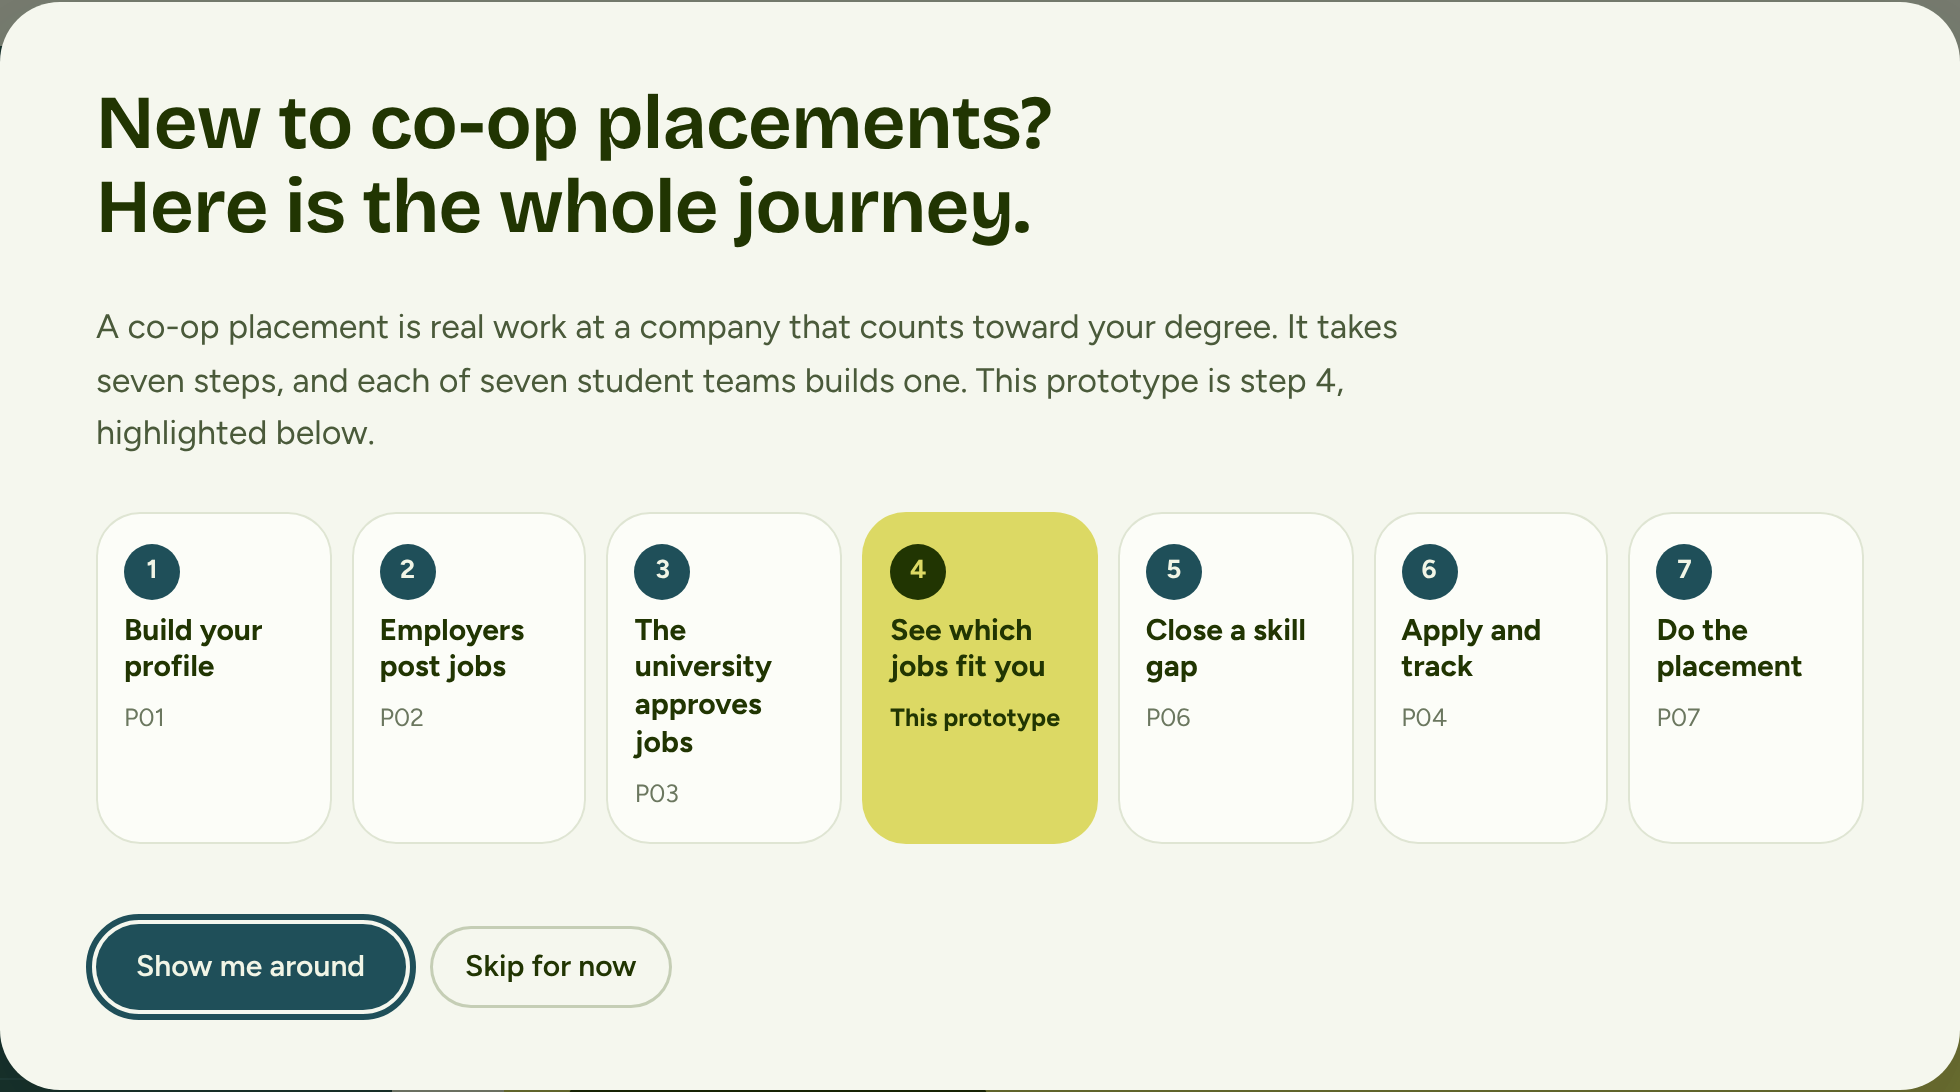 New to co-op placements?
Here is the whole journey.
A co-op placement is real work at a company that counts toward your degree. It takes
seven steps, and each of seven student teams builds one. This prototype is step 4,
highlighted below.
1
Build your
profile
P01
2
Employers
post jobs
P02
3
The
university
approves
jobs
P03
4
See which
jobs fit you
This prototype
5
Close a skill
gap
P06
6
Apply and
track
P04
7
Do the
placement
P07
Show me around
Skip for now